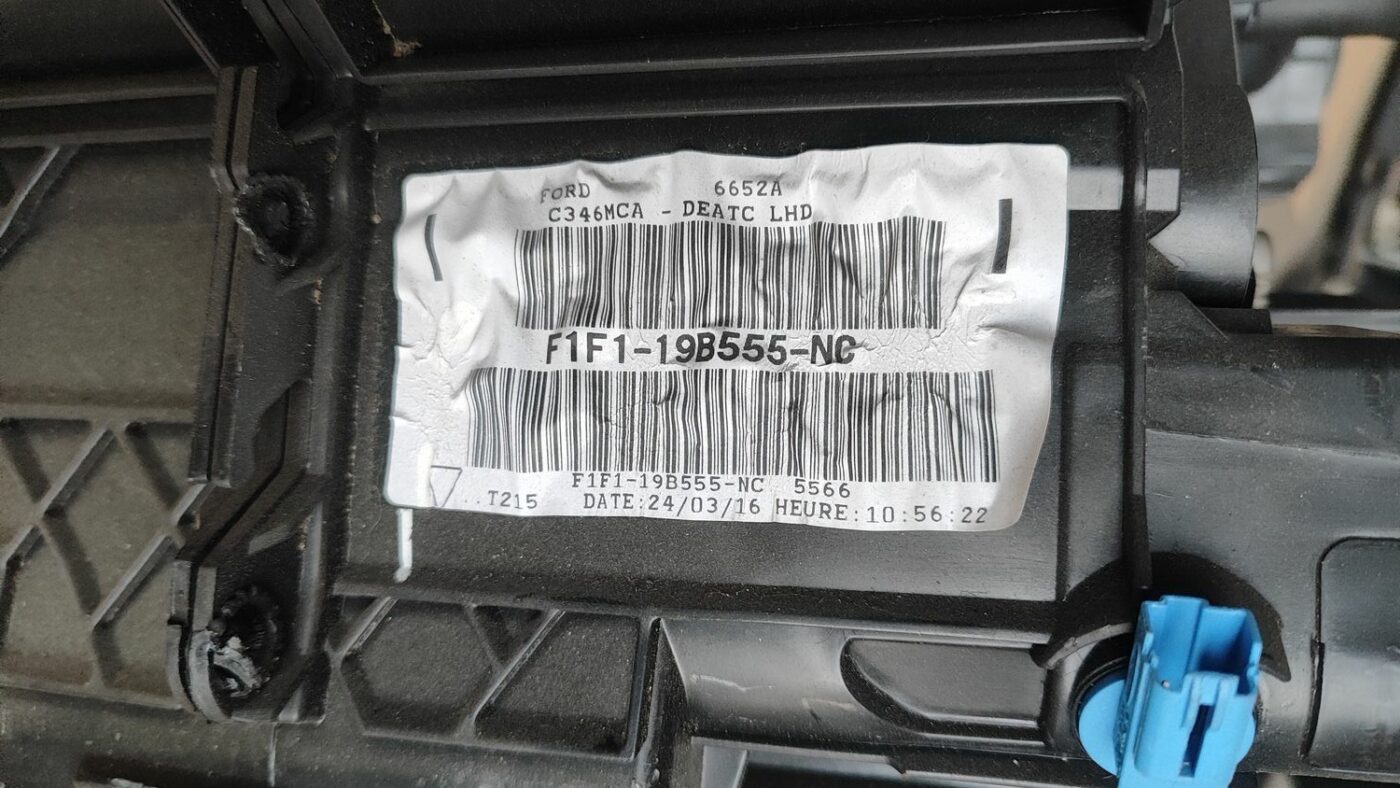 FORD 6652A
C346MCA - DEATC LHD
F1F1-19B555-NC
F1F1-19B555-NC 5566
..T215 DATE:24/03/16 HEURE:10:56:22